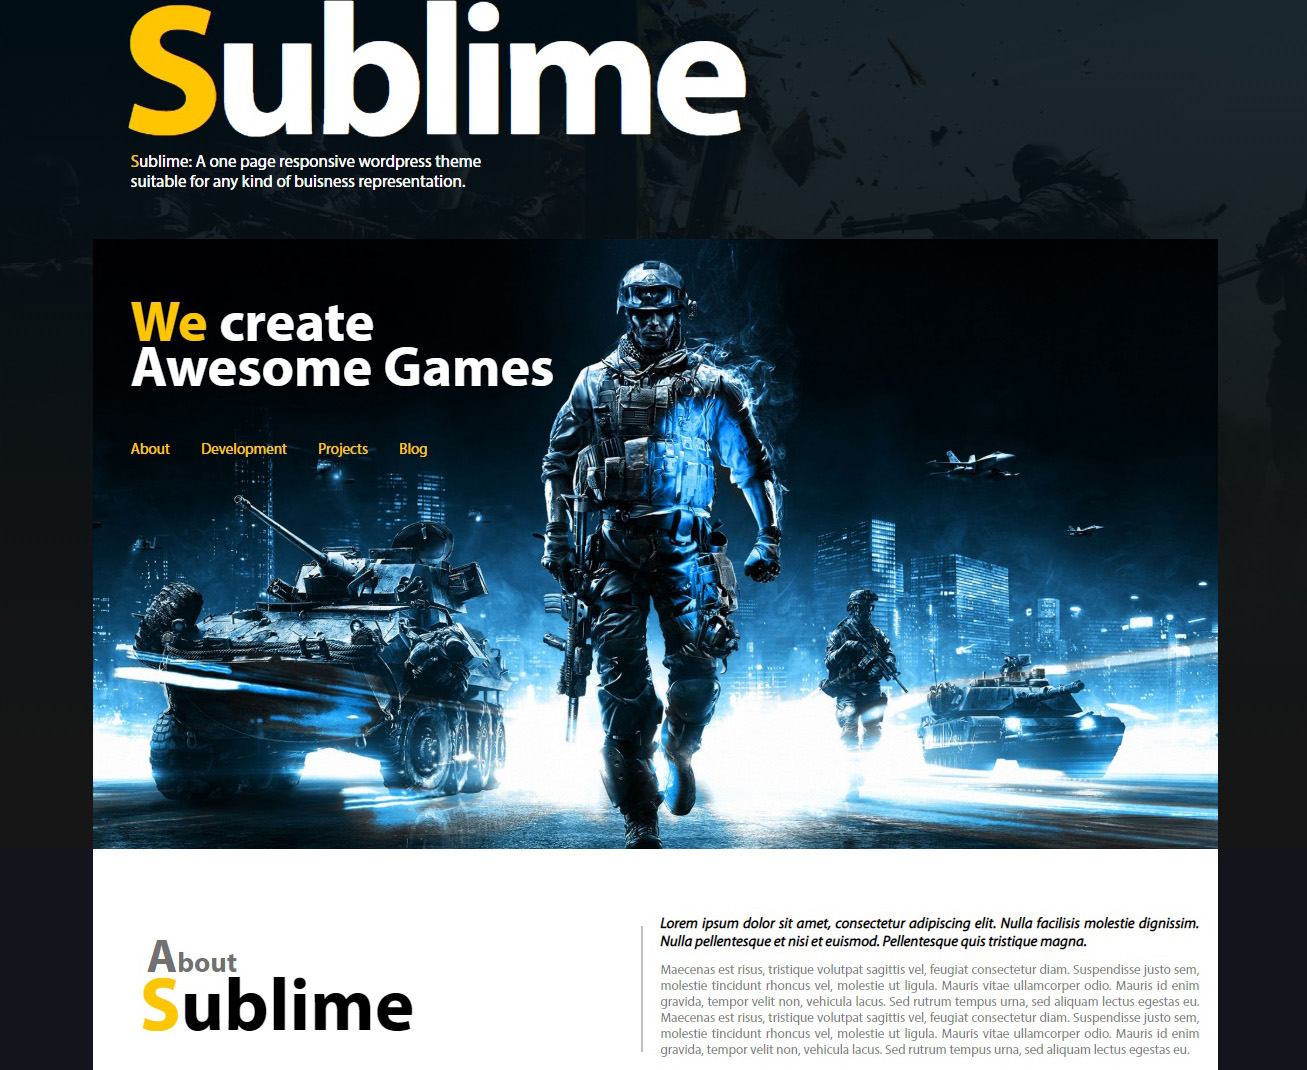 Sublime
Sublime: A one page responsive wordpress theme
suitable for any kind of buisness representation.
We create
Awesome Games
About Development Projects Blog
About
Sublime
Lorem ipsum dolor sit amet, consectetur adipiscing elit. Nulla facilisis molestie dignissim.
Nulla pellentesque et nisi et euismod. Pellentesque quis tristique magna.
Maecenas est risus, tristique volutpat sagittis vel, feugiat consectetur diam. Suspendisse justo sem,
molestie tincidunt rhoncus vel, molestie ut ligula. Mauris vitae ullamcorper odio. Mauris id enim
gravida, tempor velit non, vehicula lacus. Sed rutrum tempus urna, sed aliquam lectus egestas eu.
Maecenas est risus, tristique volutpat sagittis vel, feugiat consectetur diam. Suspendisse justo sem,
molestie tincidunt rhoncus vel, molestie ut ligula. Mauris vitae ullamcorper odio. Mauris id enim
gravida, tempor velit non, vehicula lacus. Sed rutrum tempus urna, sed aliquam lectus egestas eu.